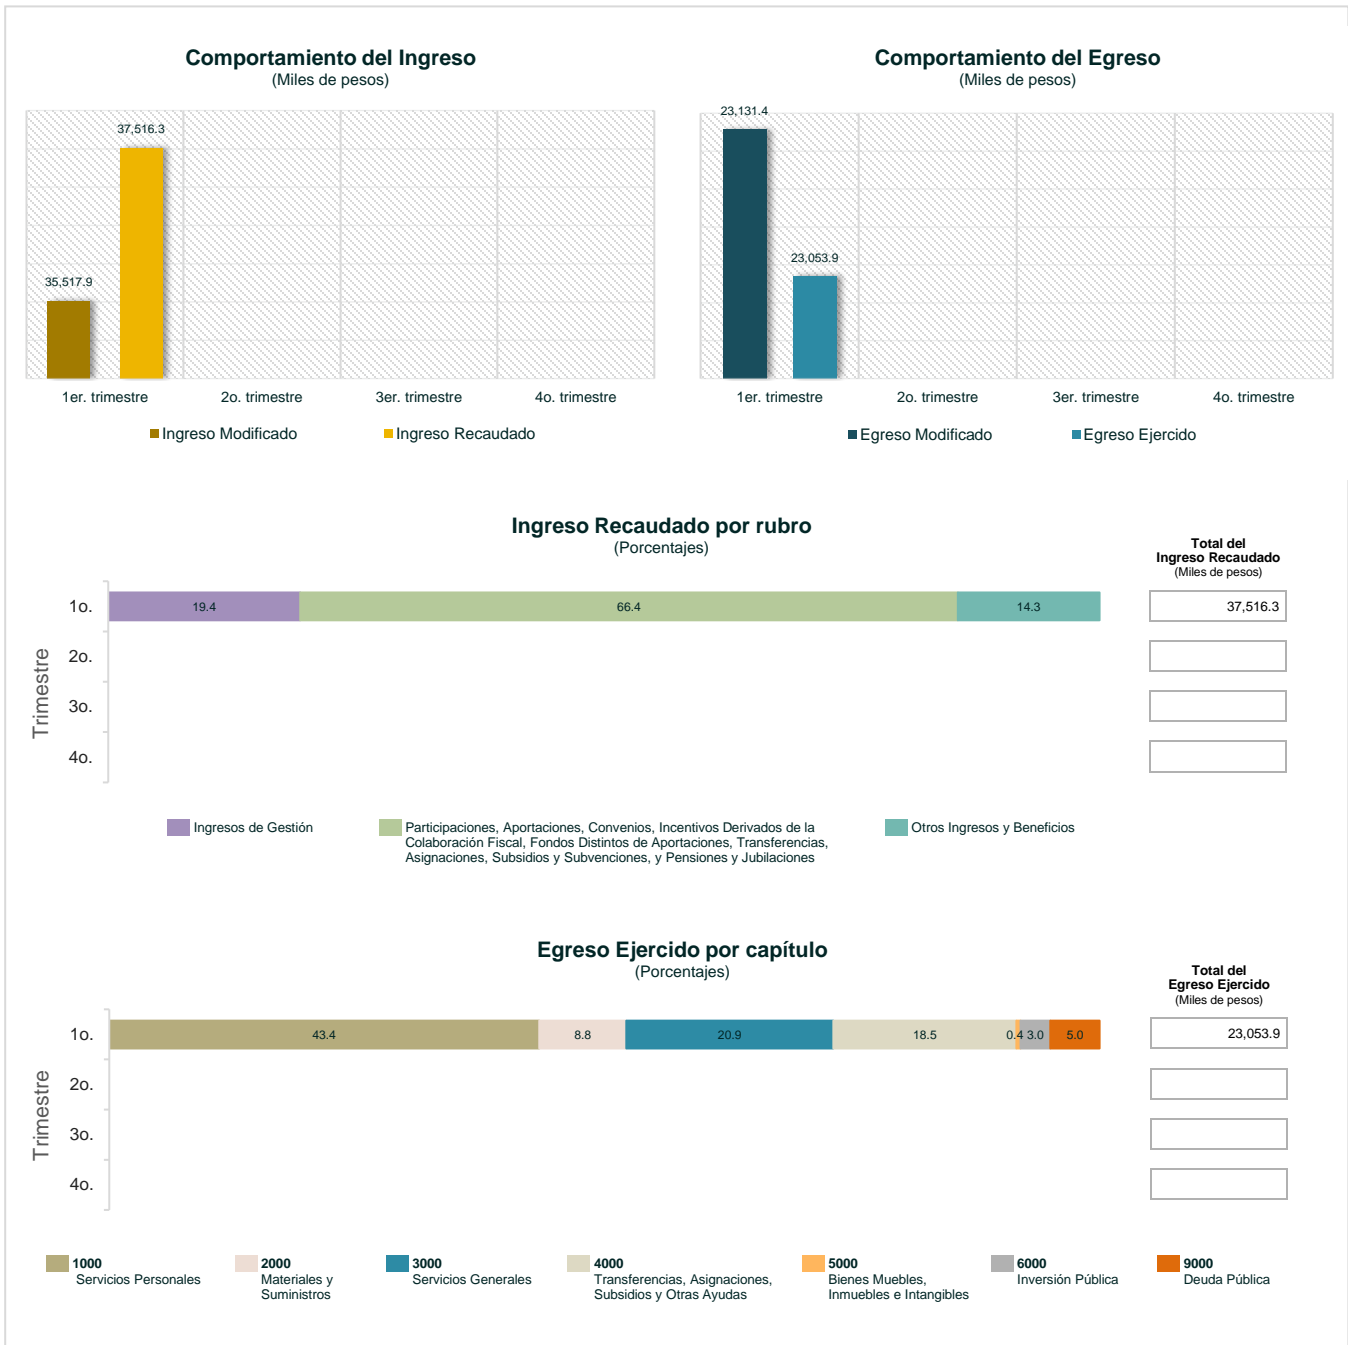 Comportamiento del Ingreso
(Miles de pesos)
37,516.3
35,517.9
1er. trimestre
2o. trimestre
3er. trimestre
4o. trimestre
Ingreso Modificado
Ingreso Recaudado
Comportamiento del Egreso
(Miles de pesos)
23,131.4
23,053.9
1er. trimestre
2o. trimestre
3er. trimestre
4o. trimestre
Egreso Modificado
Egreso Ejercido
Ingreso Recaudado por rubro
(Porcentajes)
Total del
Ingreso Recaudado
(Miles de pesos)
Trimestre
1o.
19.4
66.4
14.3
37,516.3
2o.
3o.
4o.
Ingresos de Gestión
Participaciones, Aportaciones, Convenios, Incentivos Derivados de la
Colaboración Fiscal, Fondos Distintos de Aportaciones, Transferencias,
Asignaciones, Subsidios y Subvenciones, y Pensiones y Jubilaciones
Otros Ingresos y Beneficios
Egreso Ejercido por capítulo
(Porcentajes)
Total del
Egreso Ejercido
(Miles de pesos)
Trimestre
1o.
43.4
8.8
20.9
18.5
0.4
3.0
5.0
23,053.9
2o.
3o.
4o.
1000
Servicios Personales
2000
Materiales y
Suministros
3000
Servicios Generales
4000
Transferencias, Asignaciones,
Subsidios y Otras Ayudas
5000
Bienes Muebles,
Inmuebles e Intangibles
6000
Inversión Pública
9000
Deuda Pública